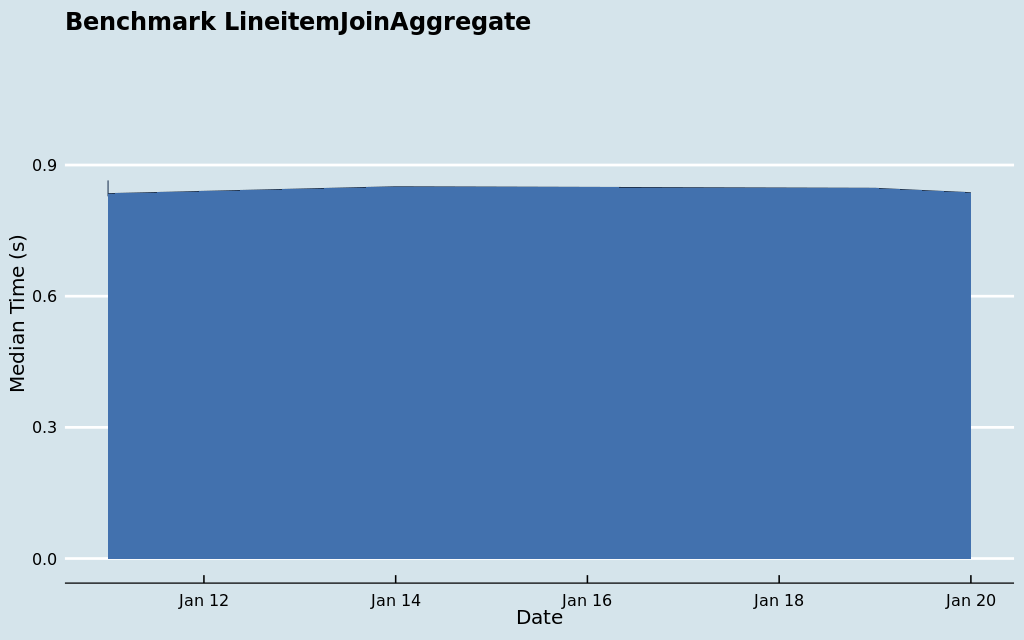 Benchmark LineitemJoinAggregate
Median Time (s)
0.9
0.6
0.3
0.0
Jan 12 Jan 14 Jan 16 Jan 18 Jan 20
Date